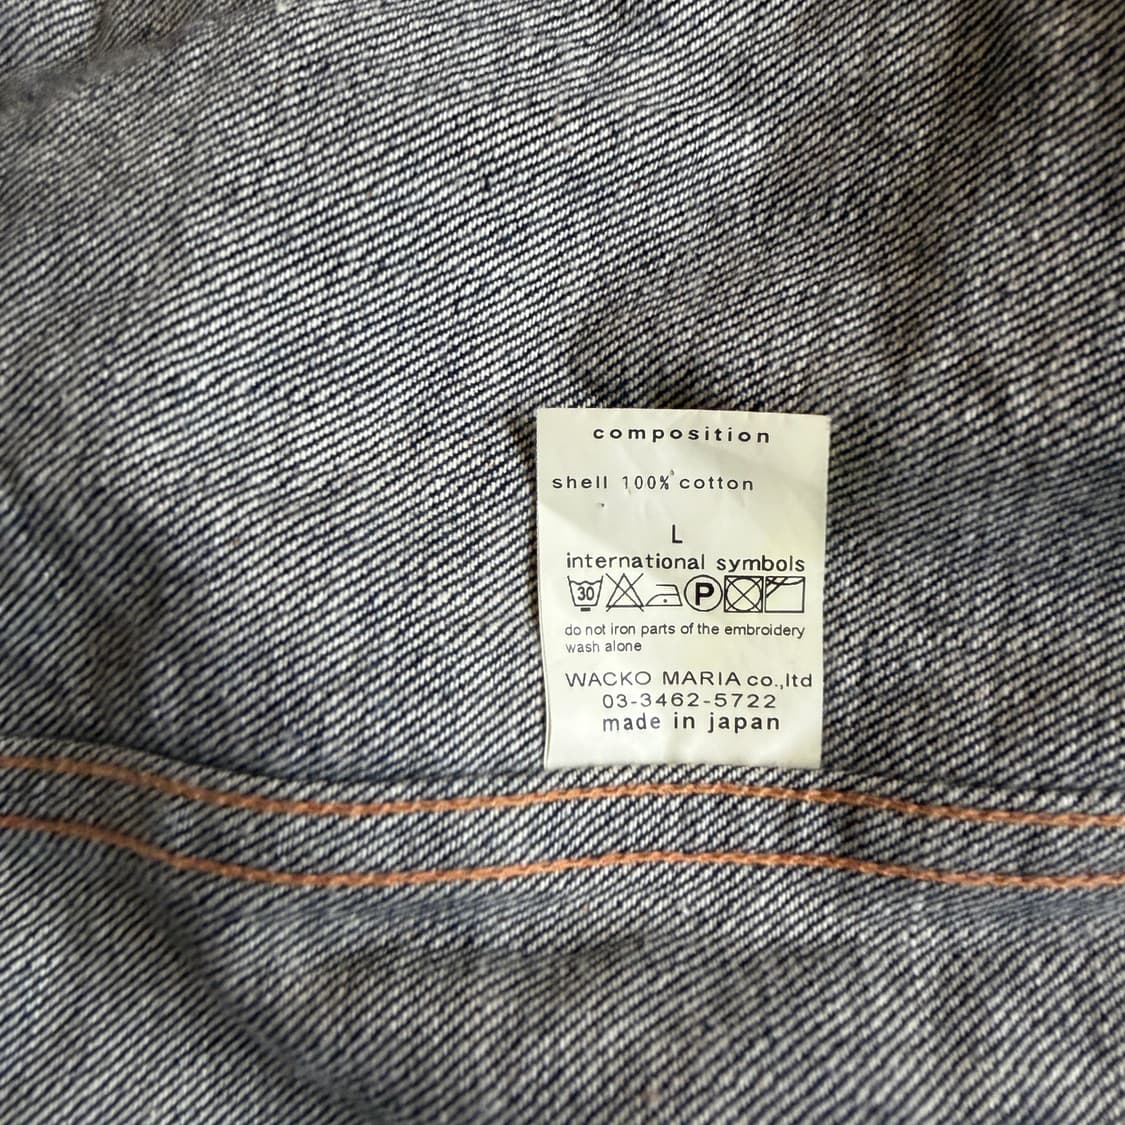 composition
shell 100% cotton
L
international symbols
30 P
do not iron parts of the embroidery
wash alone
WACKO MARIA co.,ltd
03-3462-5722
made in japan